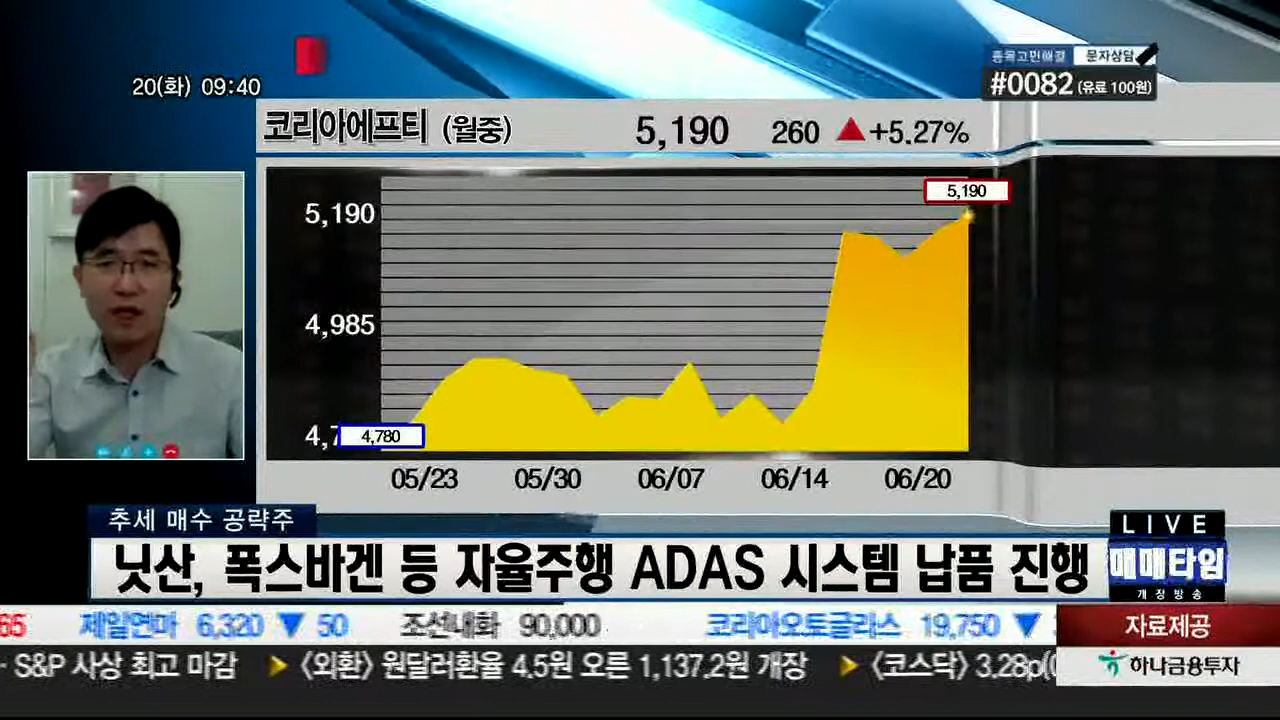 20(화) 09:40
종목고민해결 문자상담
#0082 (유료 100원)
코리아에프티 (월중) 5,190 260 ▲+5.27%
5,190
5,190
4,985
4,7
4,780
05/23 05/30 06/07 06/14 06/20
추세 매수 공략주
닛산, 폭스바겐 등 자율주행 ADAS 시스템 납품 진행
LIVE
매매타임
개장방송
65 제일연마 6,320 ▼ 50 조선내화 90,000 코리아오토글라스 19,750 ▼
자료제공
S&P 사상 최고 마감 ▶ 〈외환〉 원달러환율 4.5원 오른 1,137.2원 개장 ▶ 〈코스닥〉 3.28p(
하나금융투자